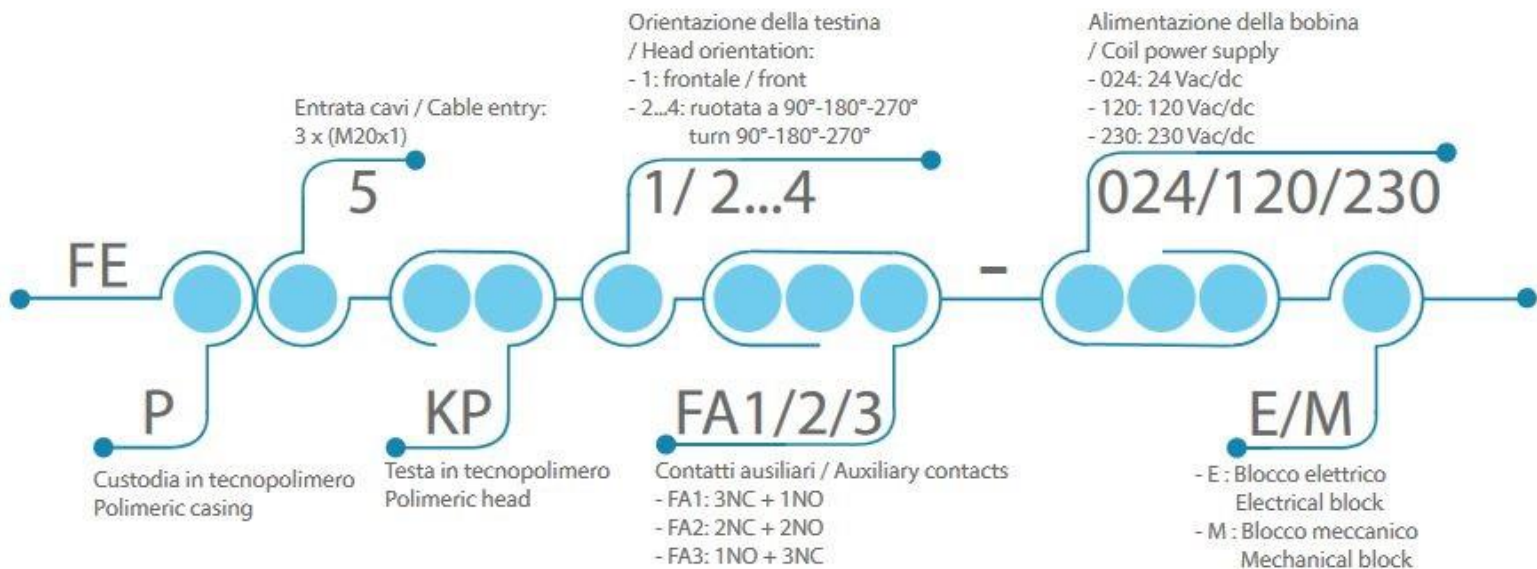 Orientazione della testina
/ Head orientation:
- 1: frontale / front
- 2...4: ruotata a 90°-180°-270°
turn 90°-180°-270°
Alimentazione della bobina
/ Coil power supply
- 024: 24 Vac/dc
- 120: 120 Vac/dc
- 230: 230 Vac/dc
Entrata cavi / Cable entry:
3 x (M20x1)
5
1/ 2...4
024/120/230
FE
-
P
KP
FA1/2/3
E/M
Custodia in tecnopolimero
Polimeric casing
Testa in tecnopolimero
Polimeric head
Contatti ausiliari / Auxiliary contacts
- FA1: 3NC + 1NO
- FA2: 2NC + 2NO
- FA3: 1NO + 3NC
- E : Blocco elettrico
Electrical block
- M : Blocco meccanico
Mechanical block